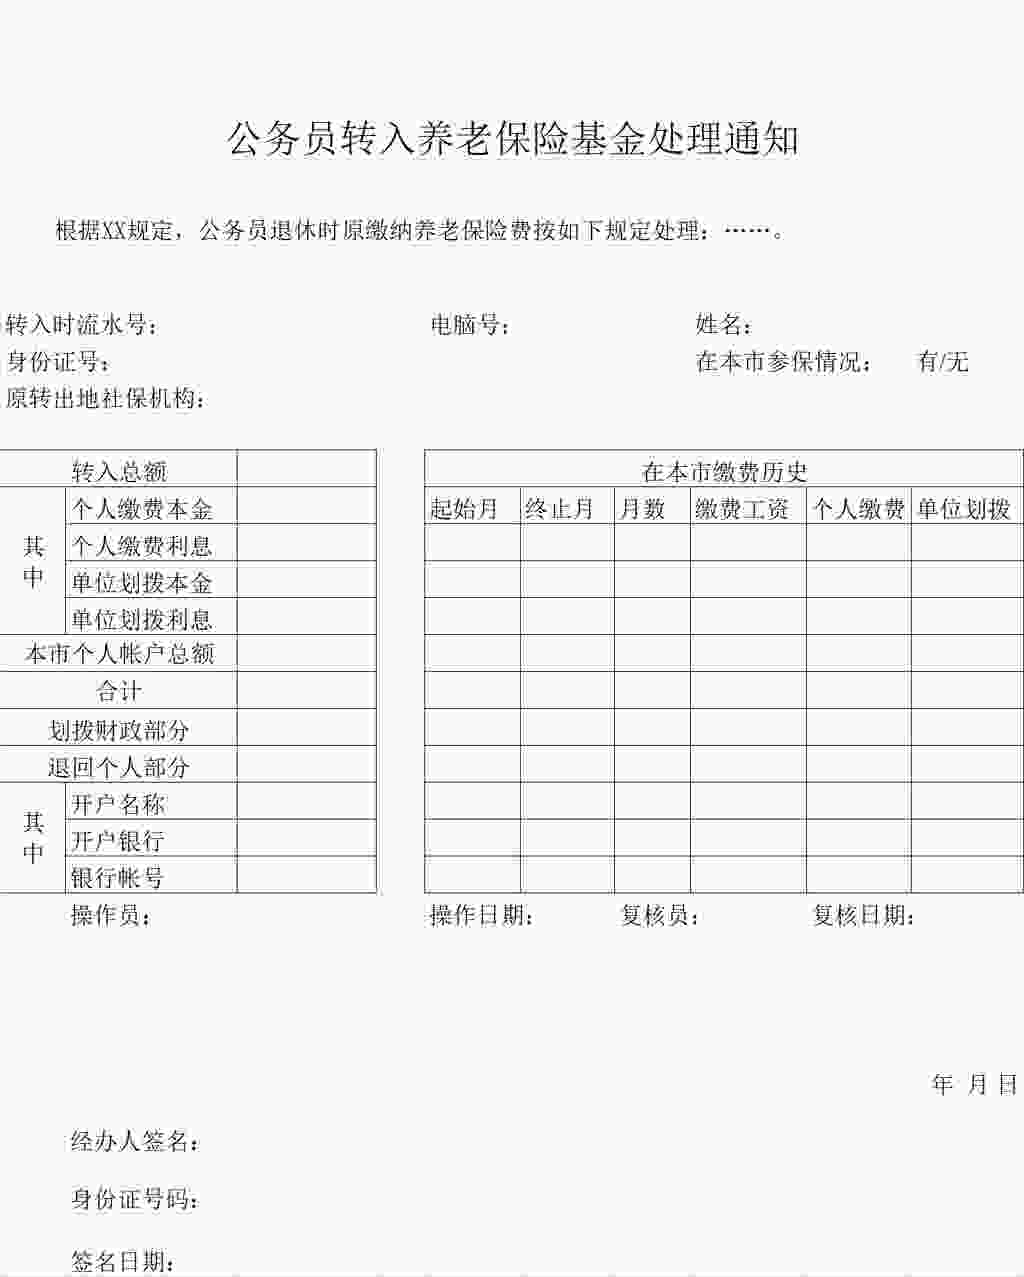 公务员转入养老保险基金处理通知
根据XX规定，公务员退休时原缴纳养老保险费按如下规定处理：……。
转入时流水号： 电脑号： 姓名：
身份证号： 在本市参保情况： 有/无
原转出地社保机构：
转入总额 在本市缴费历史
个人缴费本金 起始月 终止月 月数 缴费工资 个人缴费 单位划拨
其中 个人缴费利息
单位划拨本金
单位划拨利息
本市个人帐户总额
合计
划拨财政部分
退回个人部分
其中 开户名称
开户银行
银行帐号
操作员： 操作日期： 复核员： 复核日期：
年 月 日
经办人签名：
身份证号码：
签名日期：